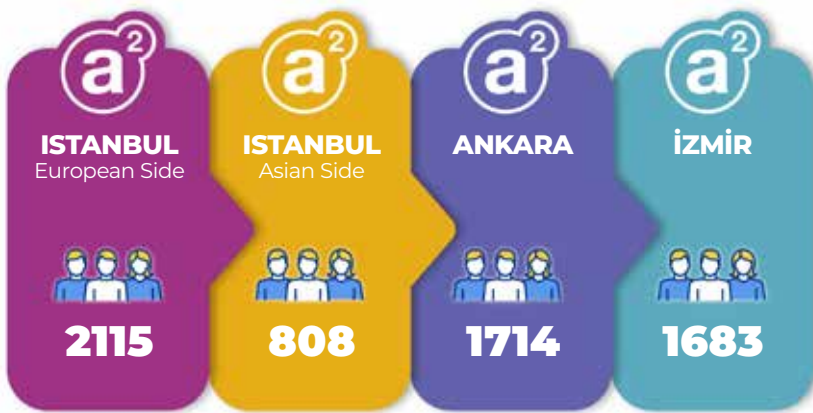 a²
ISTANBUL
European Side
2115
a²
ISTANBUL
Asian Side
808
a²
ANKARA
1714
a²
İZMİR
1683